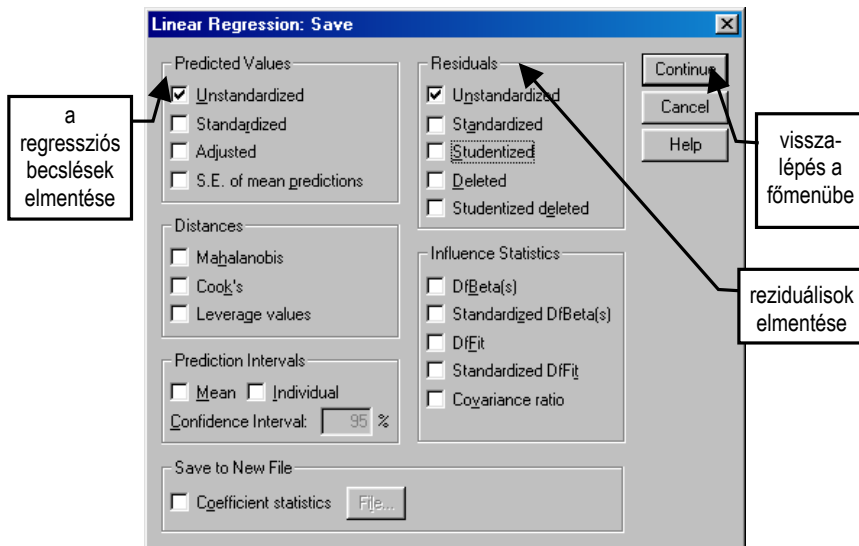 Linear Regression: Save
Predicted Values
Unstandardized
Standardized
Adjusted
S.E. of mean predictions
Distances
Mahalanobis
Cook's
Leverage values
Prediction Intervals
Mean Individual
Confidence Interval: 95 %
Save to New File
Coefficient statistics File...
Residuals
Unstandardized
Standardized
Studentized
Deleted
Studentized deleted
Influence Statistics
DfBeta(s)
Standardized DfBeta(s)
DfFit
Standardized DfFit
Covariance ratio
Continue
Cancel
Help
a
regressziós
becslések
elmentése
vissza-
lépés a
főmenübe
reziduálisok
elmentése